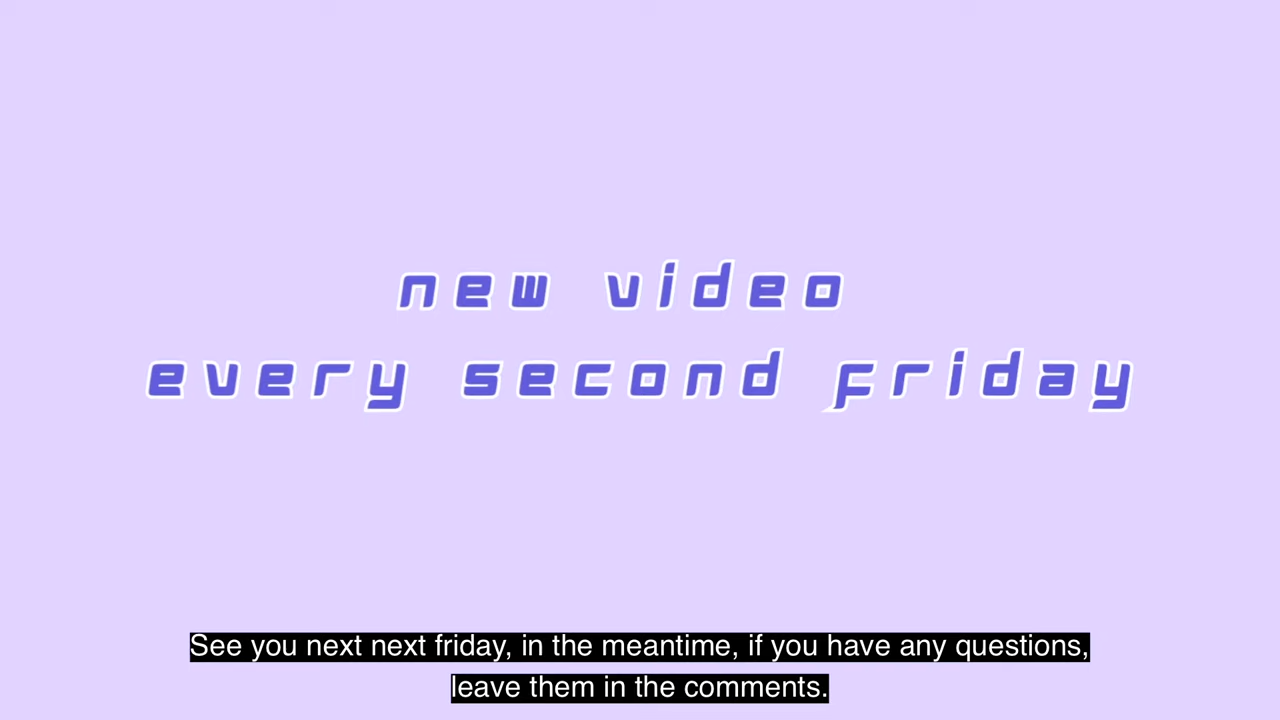 new video
every second friday
See you next next friday, in the meantime, if you have any questions,
leave them in the comments.